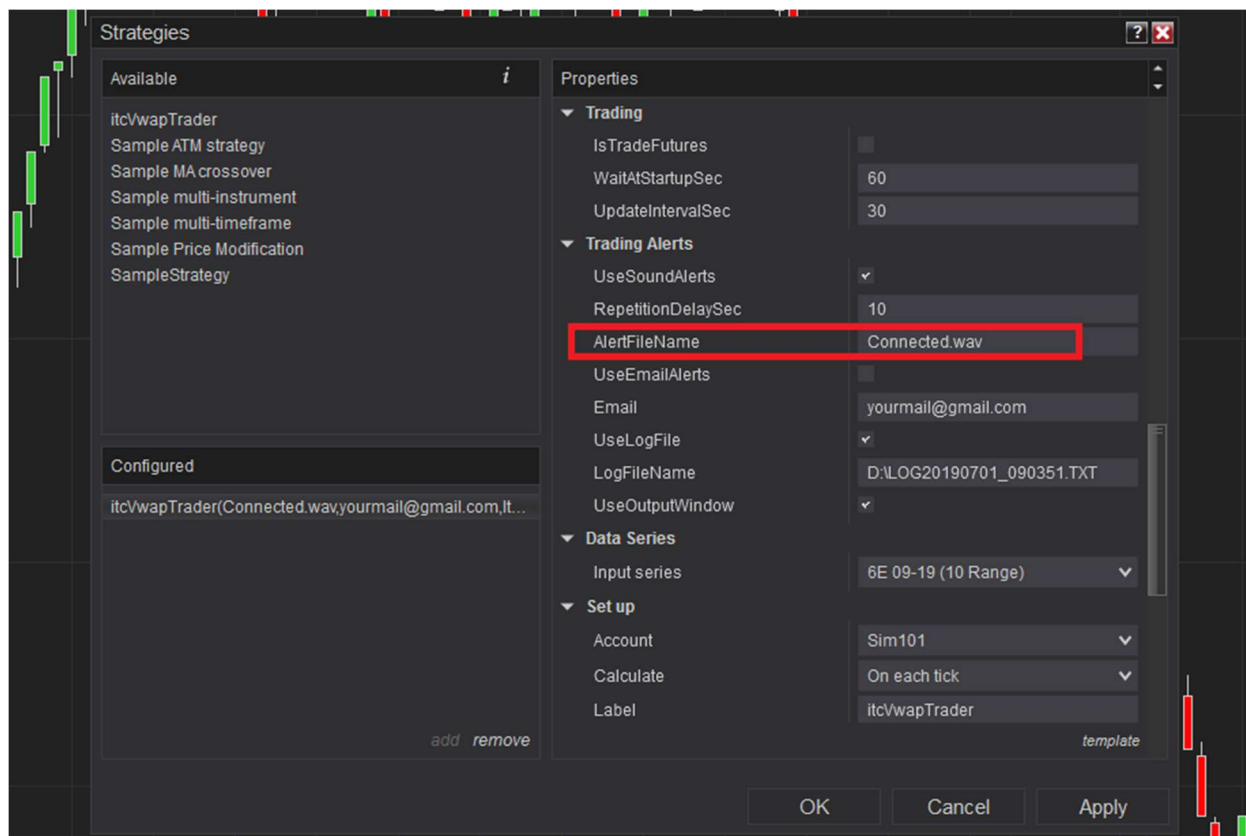 Strategies
?
Available i
itcVwapTrader
Sample ATM strategy
Sample MA crossover
Sample multi-instrument
Sample multi-timeframe
Sample Price Modification
SampleStrategy
Configured
itcVwapTrader(Connected.wav,yourmail@gmail.com,It...
add remove
Properties
Trading
IsTradeFutures
WaitAtStartupSec 60
UpdateIntervalSec 30
Trading Alerts
UseSoundAlerts
RepetitionDelaySec 10
AlertFileName Connected.wav
UseEmailAlerts
Email yourmail@gmail.com
UseLogFile
LogFileName D:\LOG20190701_090351.TXT
UseOutputWindow
Data Series
Input series 6E 09-19 (10 Range)
Set up
Account Sim101
Calculate On each tick
Label itcVwapTrader
template
OK Cancel Apply